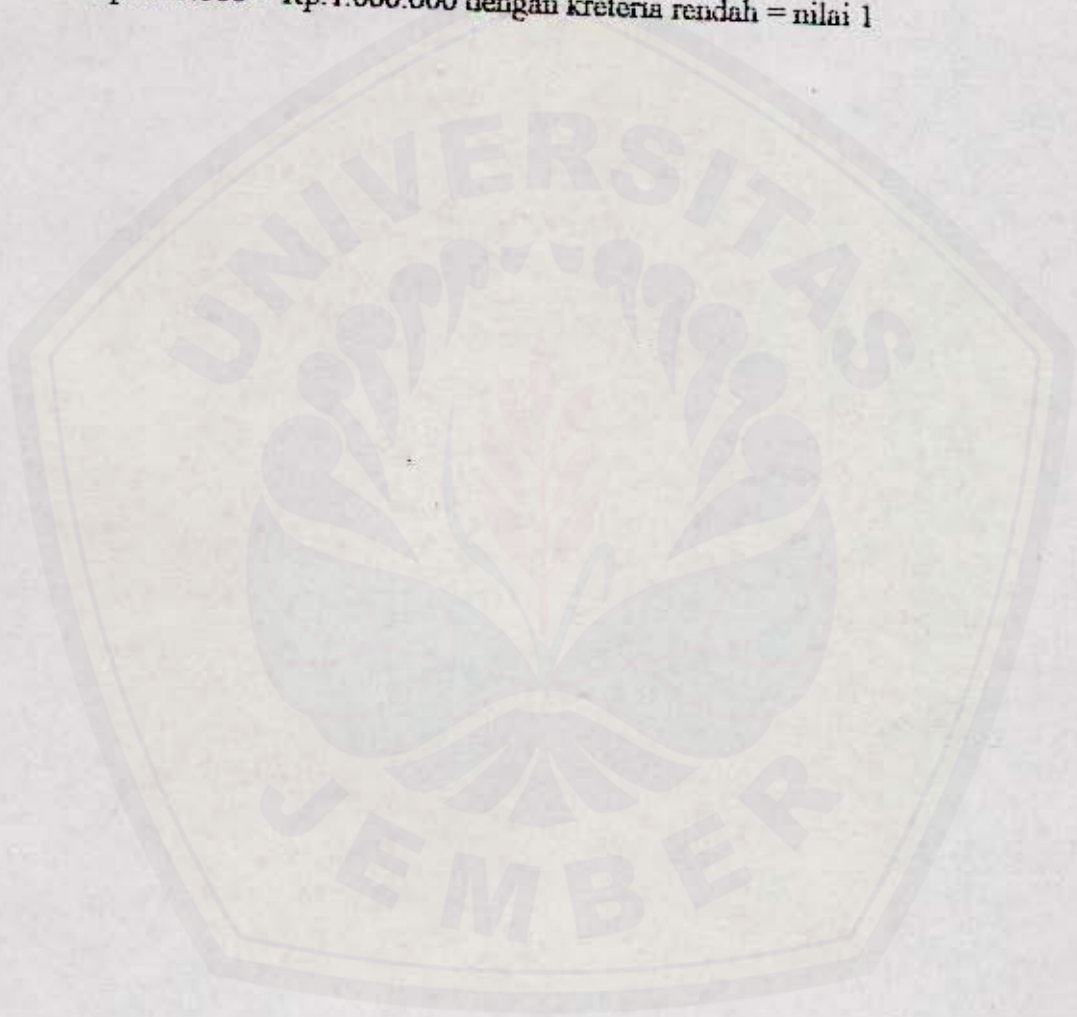 Rp.1.000.000 dengan kreteria rendah = nilai 1
UNIVERSITAS
JEMBER